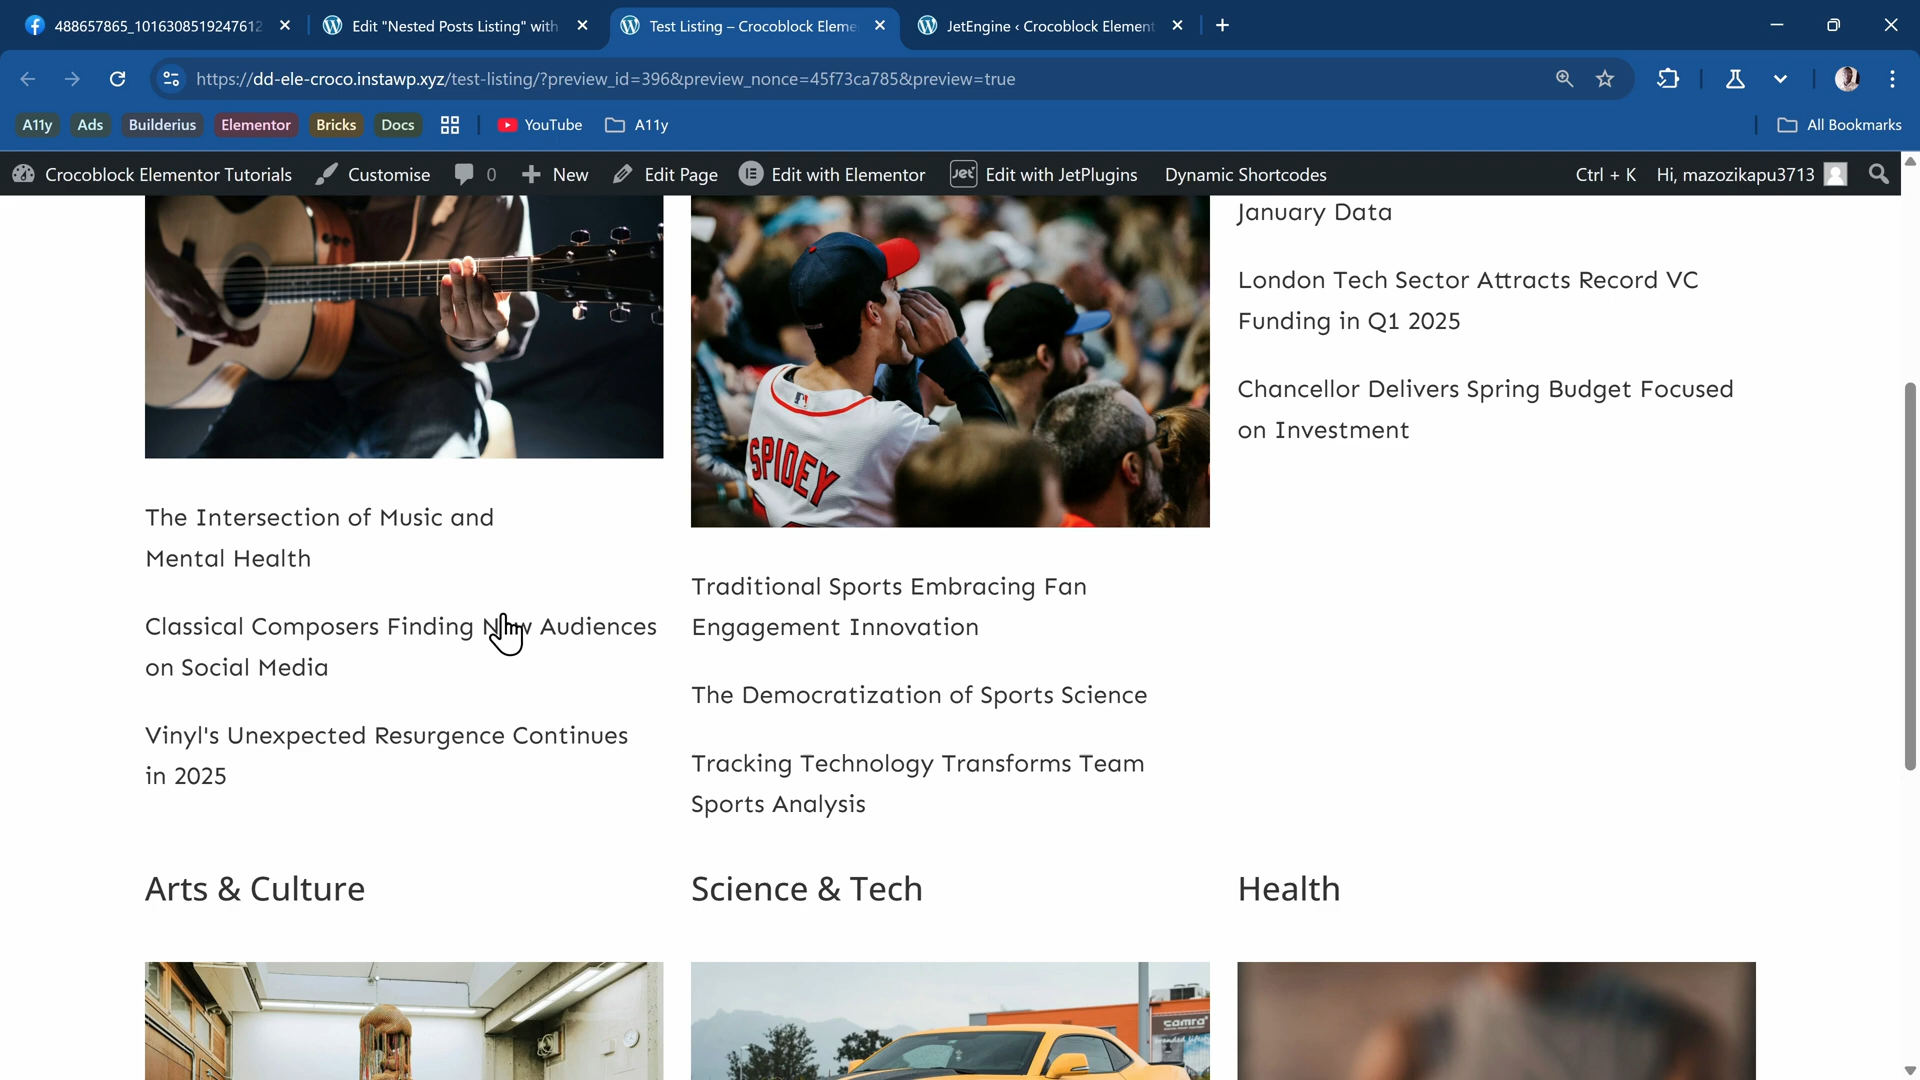 488657865_101630851924761​2
Edit "Nested Posts Listing" with
Test Listing – Crocoblock Eleme
JetEngine ‹ Crocoblock Element
https://dd-ele-croco.instawp.xyz/test-listing/?preview_id=396&preview_nonce=45f73ca785&preview=true
A11y Ads Builderius Elementor Bricks Docs YouTube A11y All Bookmarks
Crocoblock Elementor Tutorials Customise 0 New Edit Page Edit with Elementor Jet Edit with JetPlugins Dynamic Shortcodes Ctrl + K Hi, mazozikapu3713
January Data
London Tech Sector Attracts Record VC
Funding in Q1 2025
Chancellor Delivers Spring Budget Focused
on Investment
SPIDEY
The Intersection of Music and
Mental Health
Classical Composers Finding New Audiences
on Social Media
Vinyl's Unexpected Resurgence Continues
in 2025
Traditional Sports Embracing Fan
Engagement Innovation
The Democratization of Sports Science
Tracking Technology Transforms Team
Sports Analysis
Arts & Culture
Science & Tech
Health
camra